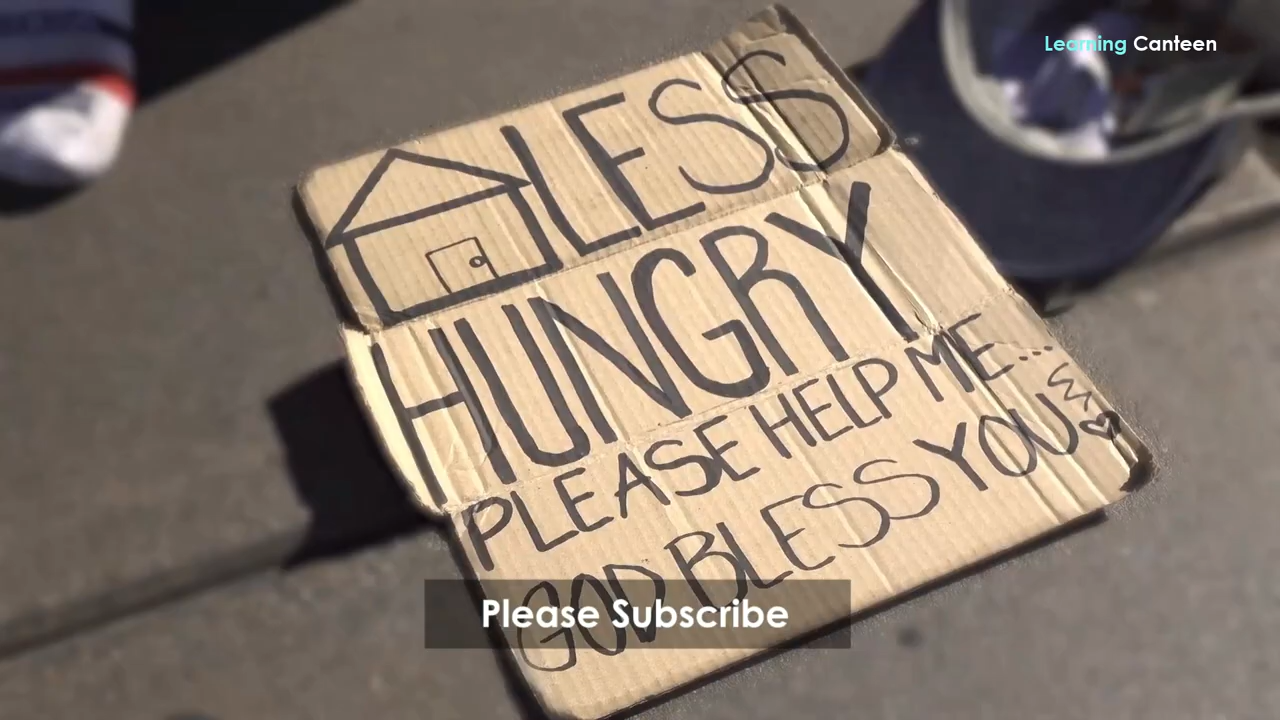 Learning Canteen
LESS
HUNGRY
PLEASE HELP ME...
GOD BLESS YOU
Please Subscribe